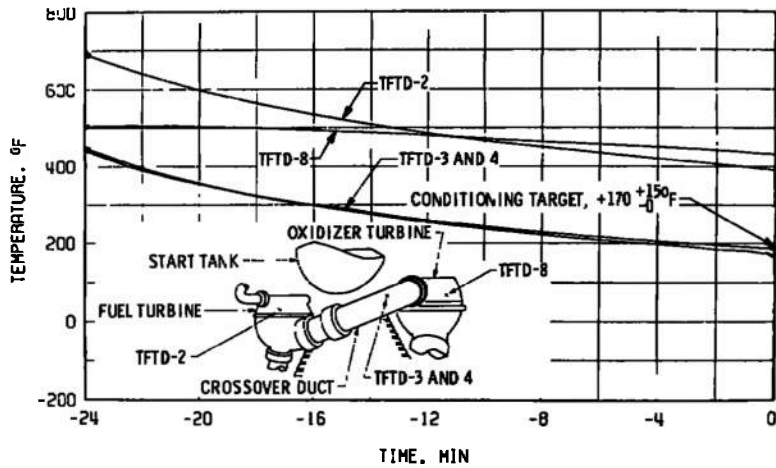 800
TFTD-2
600
TFTD-8
TFTD-3 AND 4
400
CONDITIONING TARGET, +170 +150 -0 °F
OXIDIZER TURBINE
200
START TANK
TFTD-8
FUEL TURBINE
0
TFTD-2
CROSSOVER DUCT
TFTD-3 AND 4
-200
TEMPERATURE, °F
-24
-20
-16
-12
-8
-4
0
TIME, MIN